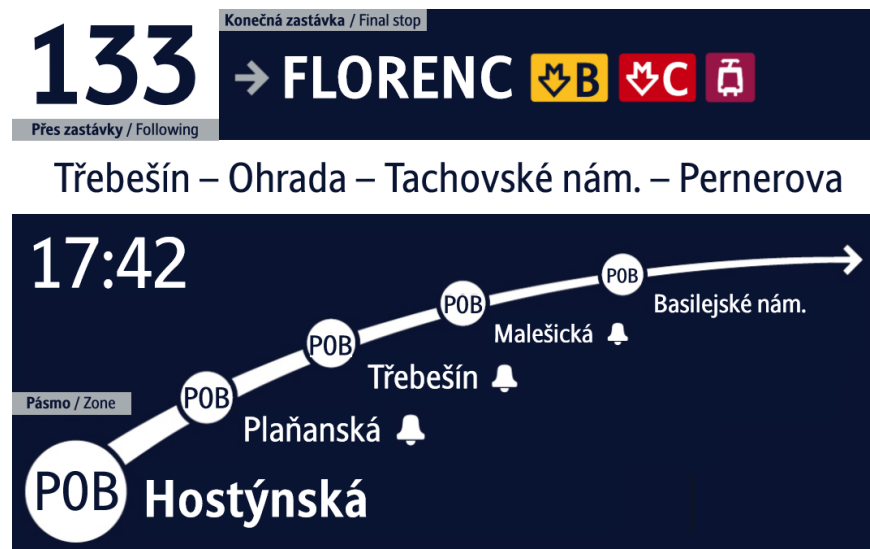 Konečná zastávka / Final stop
133
FLORENC B C
Přes zastávky / Following
Třebešín – Ohrada – Tachovské nám. – Pernerova
17:42
P0B
Basilejské nám.
P0B
Malešická
P0B
Třebešín
P0B
Plaňanská
Pásmo / Zone
P0B Hostýnská